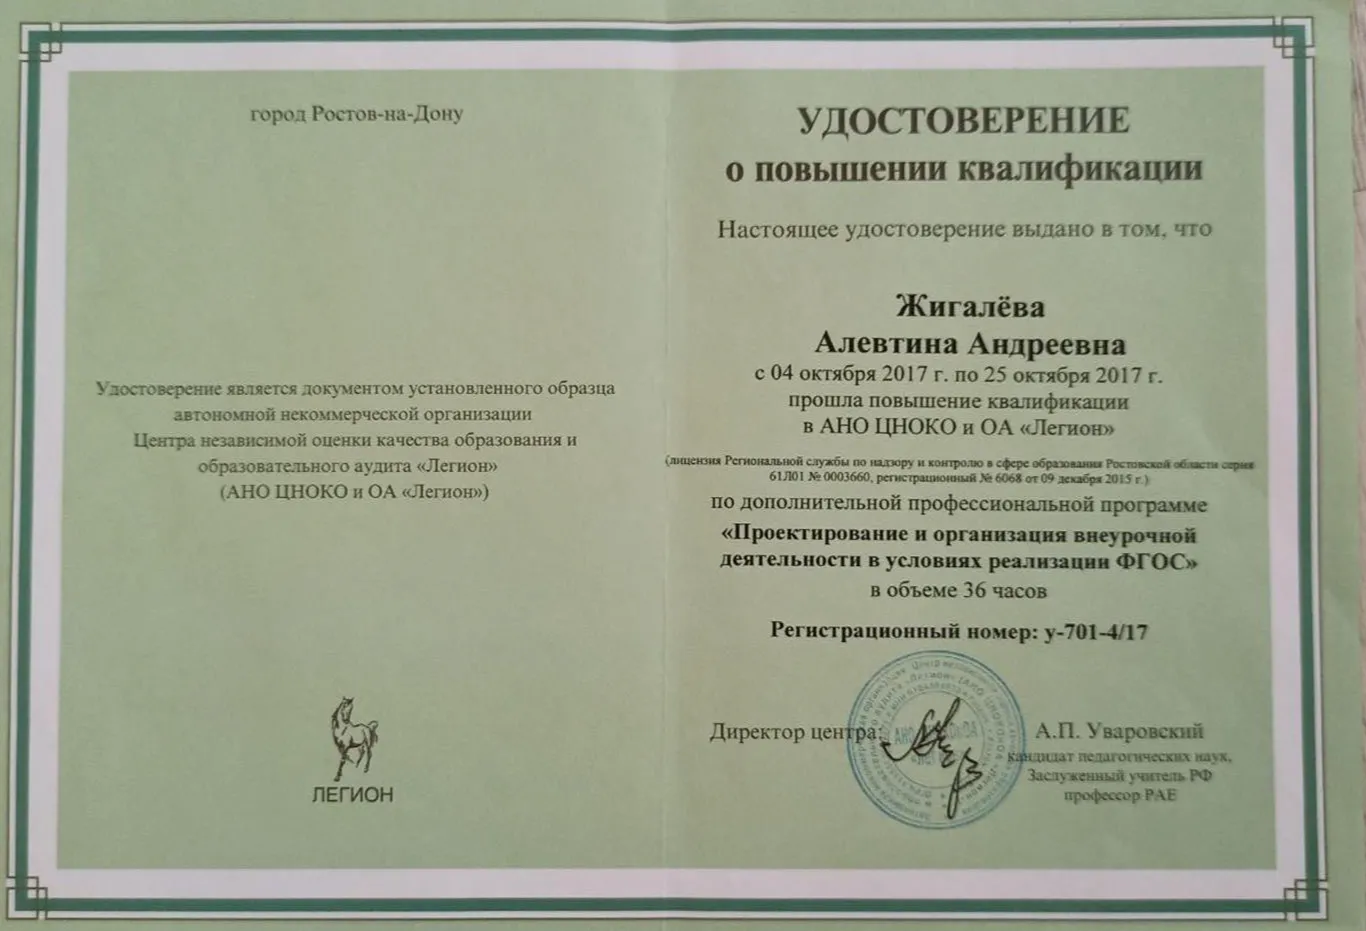 город Ростов-на-Дону
Удостоверение является документом установленного образца
автономной некоммерческой организации
Центра независимой оценки качества образования и
образовательного аудита «Легион»
(АНО ЦНОКО и ОА «Легион»)
ЛЕГИОН
УДОСТОВЕРЕНИЕ
о повышении квалификации
Настоящее удостоверение выдано в том, что
Жигалёва
Алевтина Андреевна
с 04 октября 2017 г. по 25 октября 2017 г.
прошла повышение квалификации
в АНО ЦНОКО и ОА «Легион»
(лицензия Региональной службы по надзору и контролю в сфере образования Ростовской области серия
61Л01 № 0003660, регистрационный № 6068 от 09 декабря 2015 г.)
по дополнительной профессиональной программе
«Проектирование и организация внеурочной
деятельности в условиях реализации ФГОС»
в объеме 36 часов
Регистрационный номер: у-701-4/17
Директор центра:
А.П. Уваровский
кандидат педагогических наук,
Заслуженный учитель РФ
профессор РАЕ